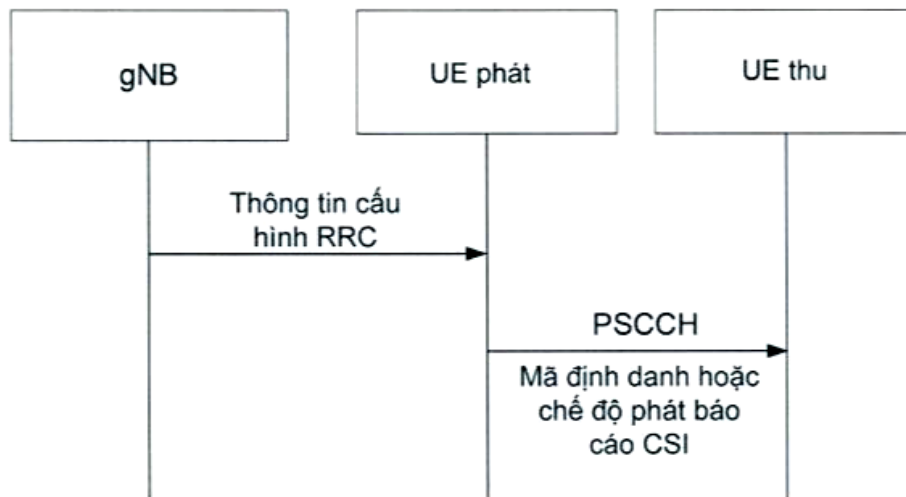 gNB
UE phát
UE thu
Thông tin cấu
hình RRC
PSCCH
Mã định danh hoặc
chế độ phát báo
cáo CSI